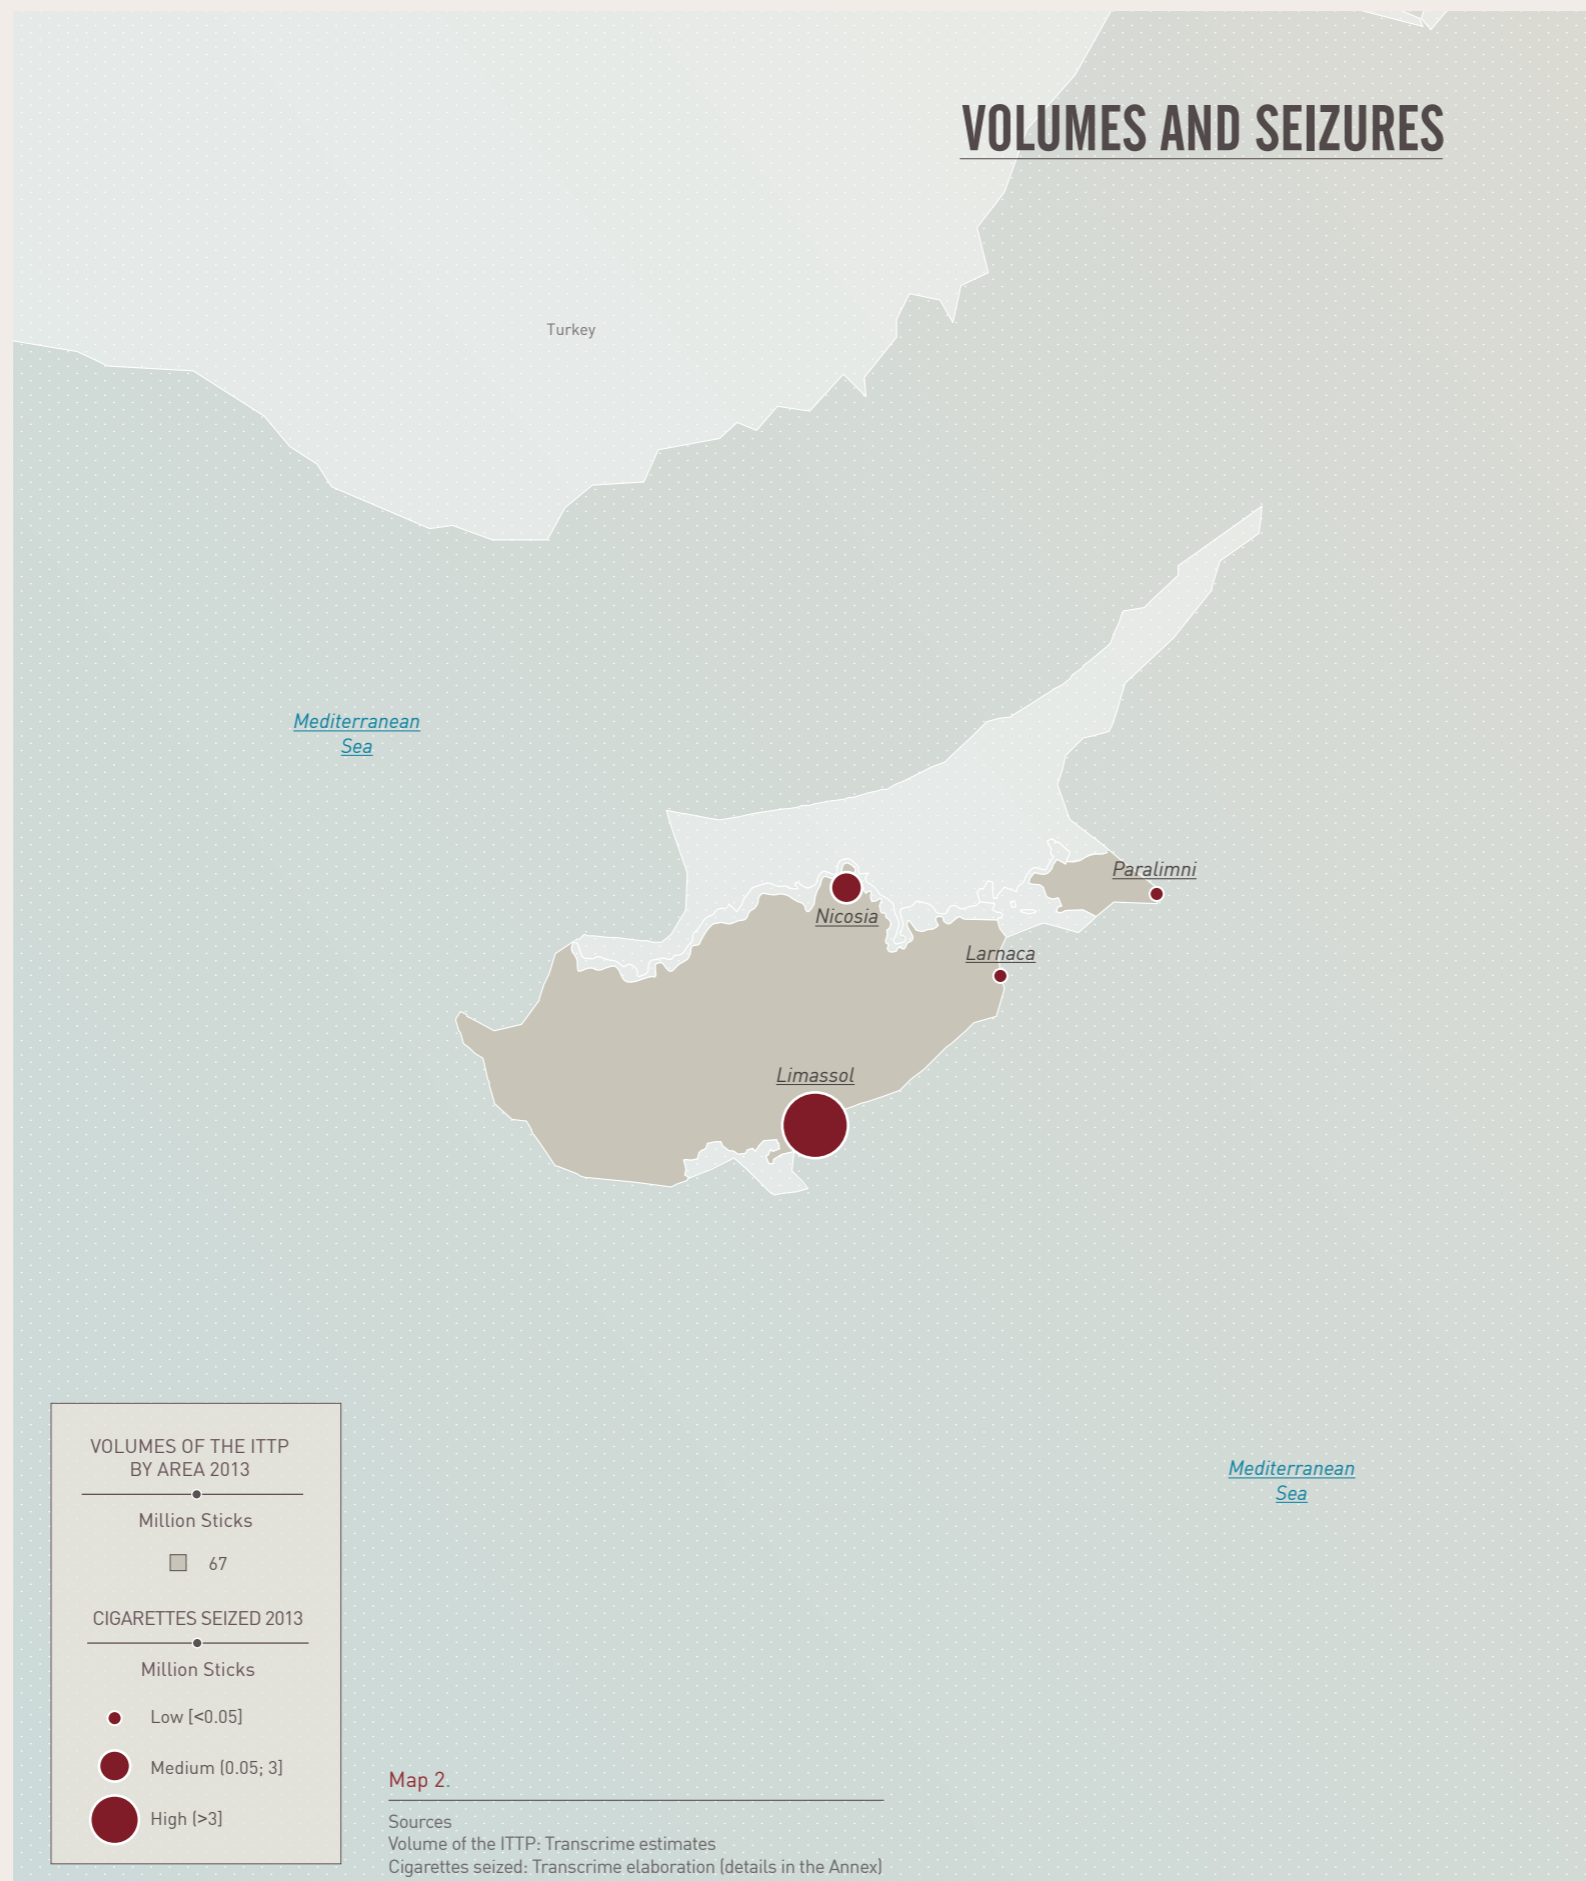 VOLUMES AND SEIZURES
Turkey
Mediterranean
Sea
Paralimni
Nicosia
Larnaca
Limassol
Mediterranean
Sea
VOLUMES OF THE ITTP
BY AREA 2013
Million Sticks
67
CIGARETTES SEIZED 2013
Million Sticks
Low [<0.05]
Medium (0.05; 3]
High (>3]
Map 2.
Sources
Volume of the ITTP: Transcrime estimates
Cigarettes seized: Transcrime elaboration (details in the Annex)